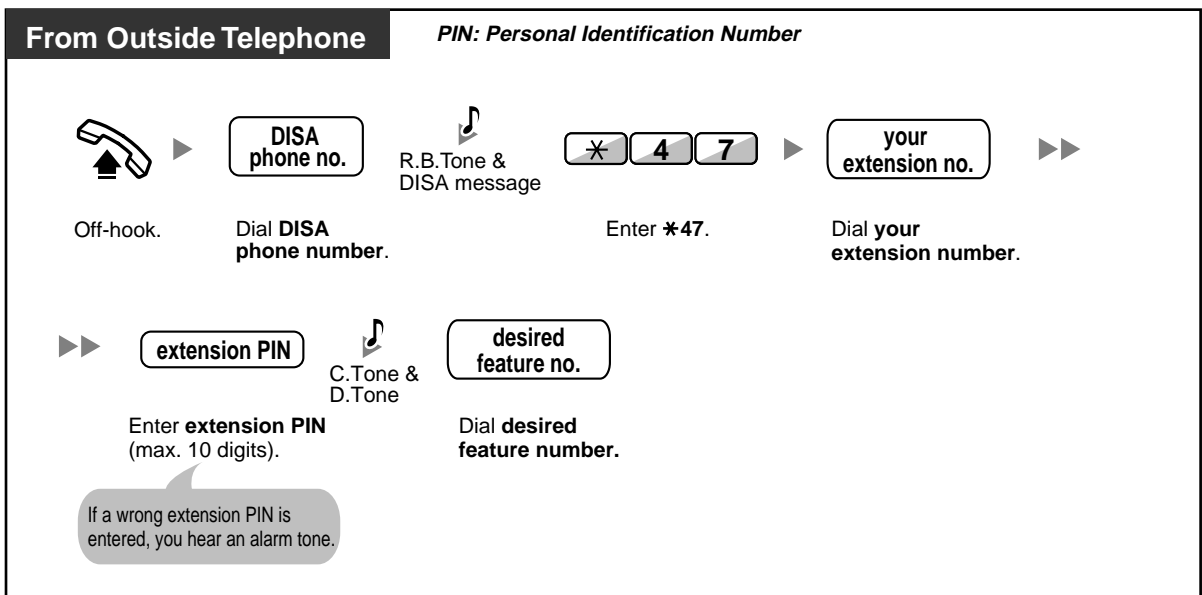 From Outside Telephone
PIN: Personal Identification Number
DISA
phone no.
R.B.Tone &
DISA message
* 4 7
your
extension no.
Off-hook.
Dial DISA
phone number.
Enter *47.
Dial your
extension number.
extension PIN
C.Tone &
D.Tone
desired
feature no.
Enter extension PIN
(max. 10 digits).
Dial desired
feature number.
If a wrong extension PIN is
entered, you hear an alarm tone.